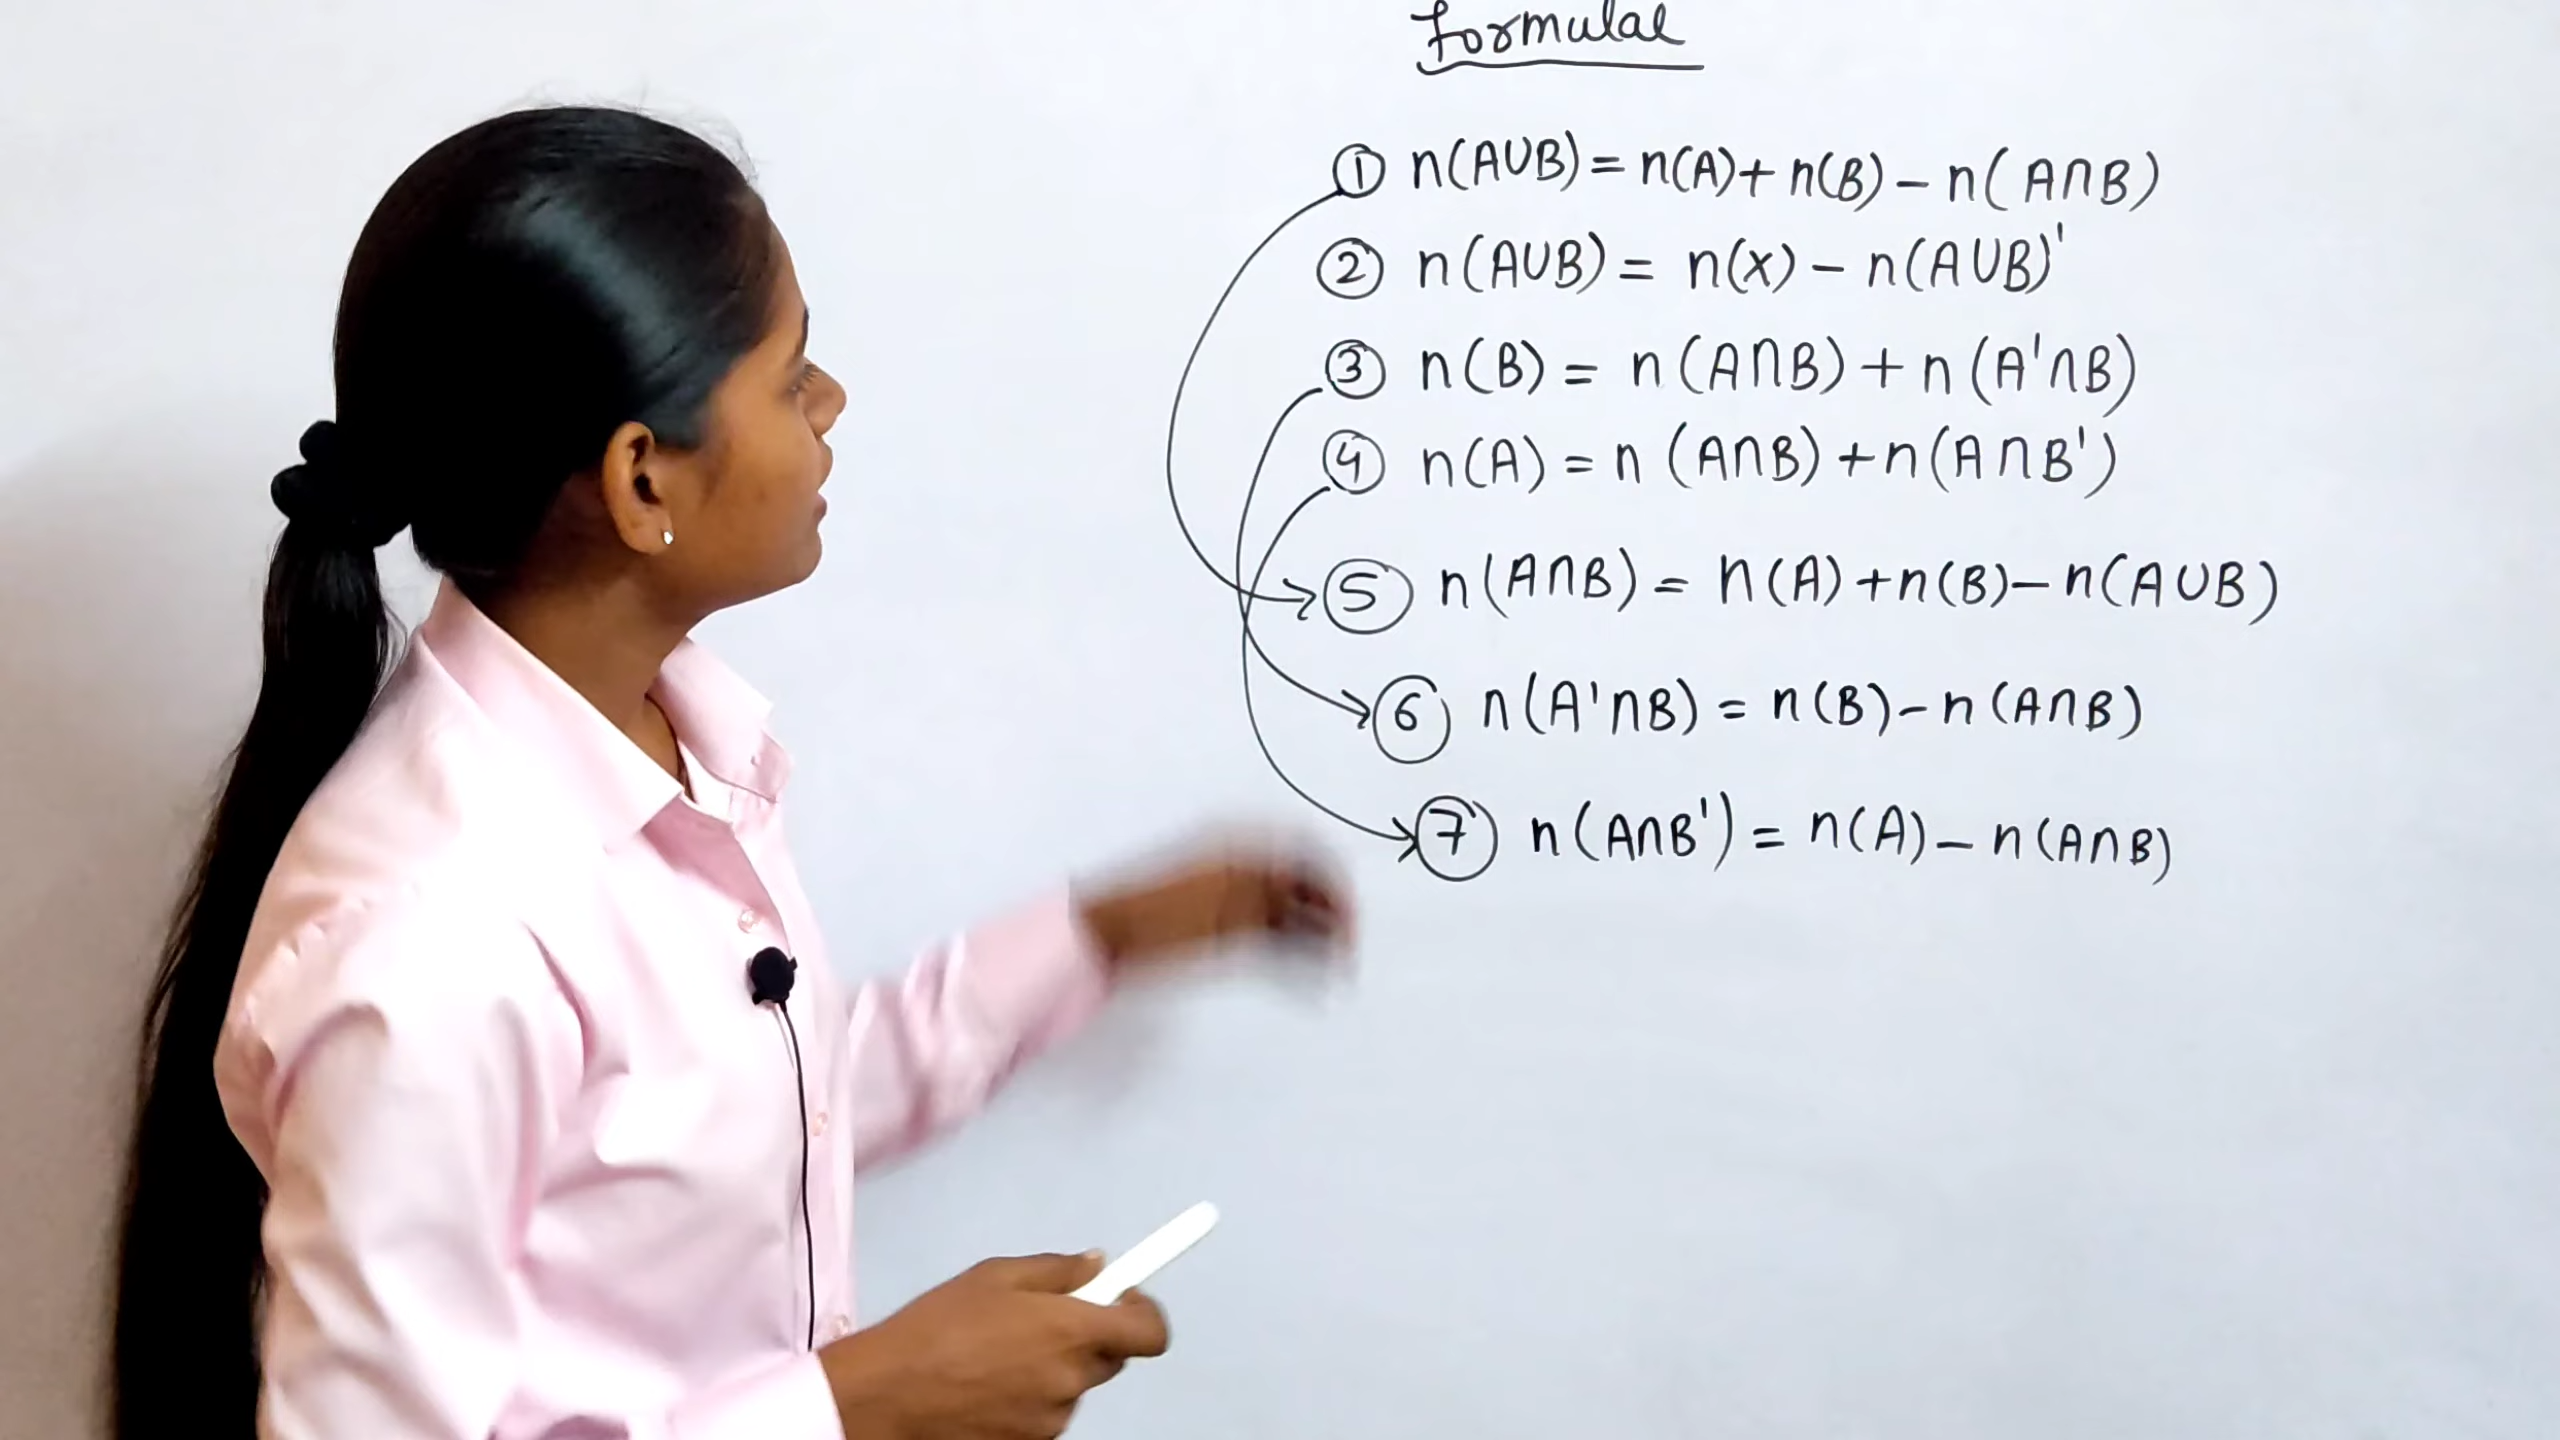 Formulae
① n(A∪B) = n(A) + n(B) - n(A∩B)
② n(A∪B) = n(x) - n(A∪B)'
③ n(B) = n(A∩B) + n(A'∩B)
④ n(A) = n(A∩B) + n(A∩B')
⑤ n(A∩B) = n(A) + n(B) - n(A∪B)
⑥ n(A'∩B) = n(B) - n(A∩B)
⑦ n(A∩B') = n(A) - n(A∩B)